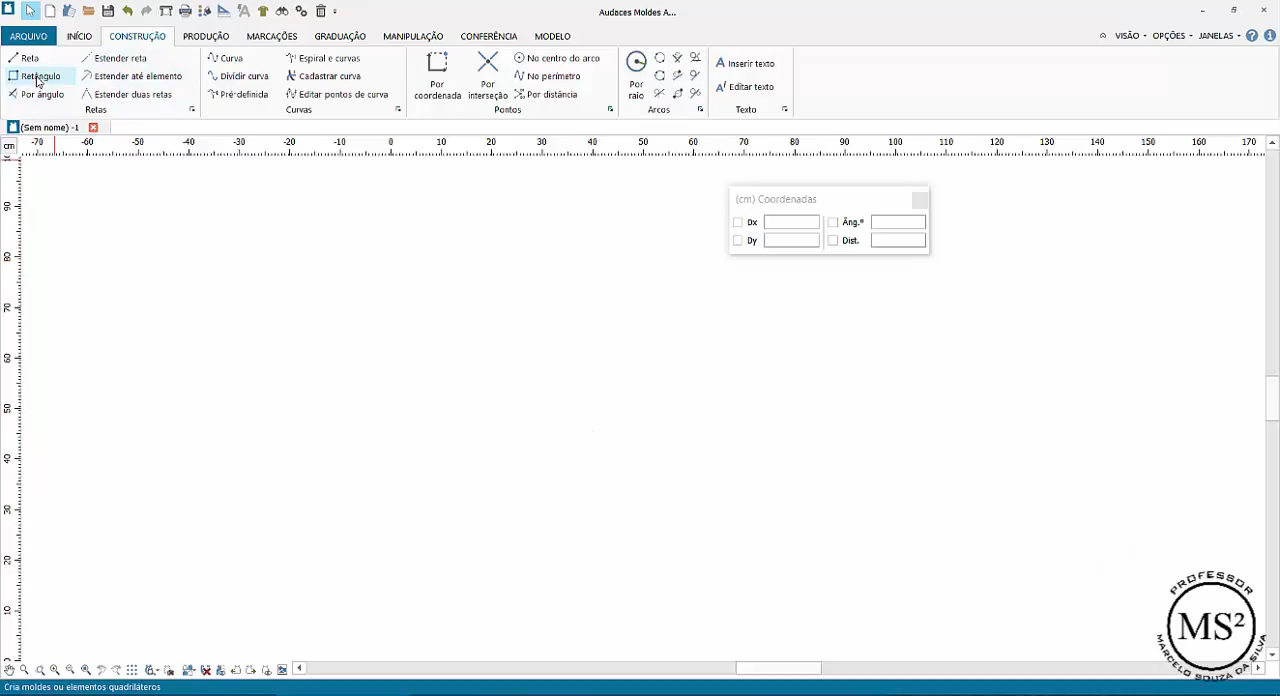 Audaces Moldes A...
ARQUIVO INÍCIO CONSTRUÇÃO PRODUÇÃO MARCAÇÕES GRADUAÇÃO MANIPULAÇÃO CONFERÊNCIA MODELO VISÃO OPÇÕES JANELAS
Reta Estender reta Curva Espiral e curvas No centro do arco
Retângulo Estender até elemento Dividir curva Cadastrar curva No perímetro
Por ângulo Estender duas retas Pré-definida Editar pontos de curva Por distância
Por coordenada
Por interseção
Por raio
Inserir texto
Editar texto
Retas Curvas Pontos Arcos Texto
(Sem nome) -1
cm -70 -60 -50 -40 -30 -20 -10 0 10 20 30 40 50 60 70 80 90 100 110 120 130 140 150 160 170
90
80
70
60
50
40
30
20
10
0
(cm) Coordenadas
Dx Âng.º
Dy Dist.
PROFESSOR
MS²
MARCELO SOUZA DA SILVA
Cria moldes ou elementos quadriláteros